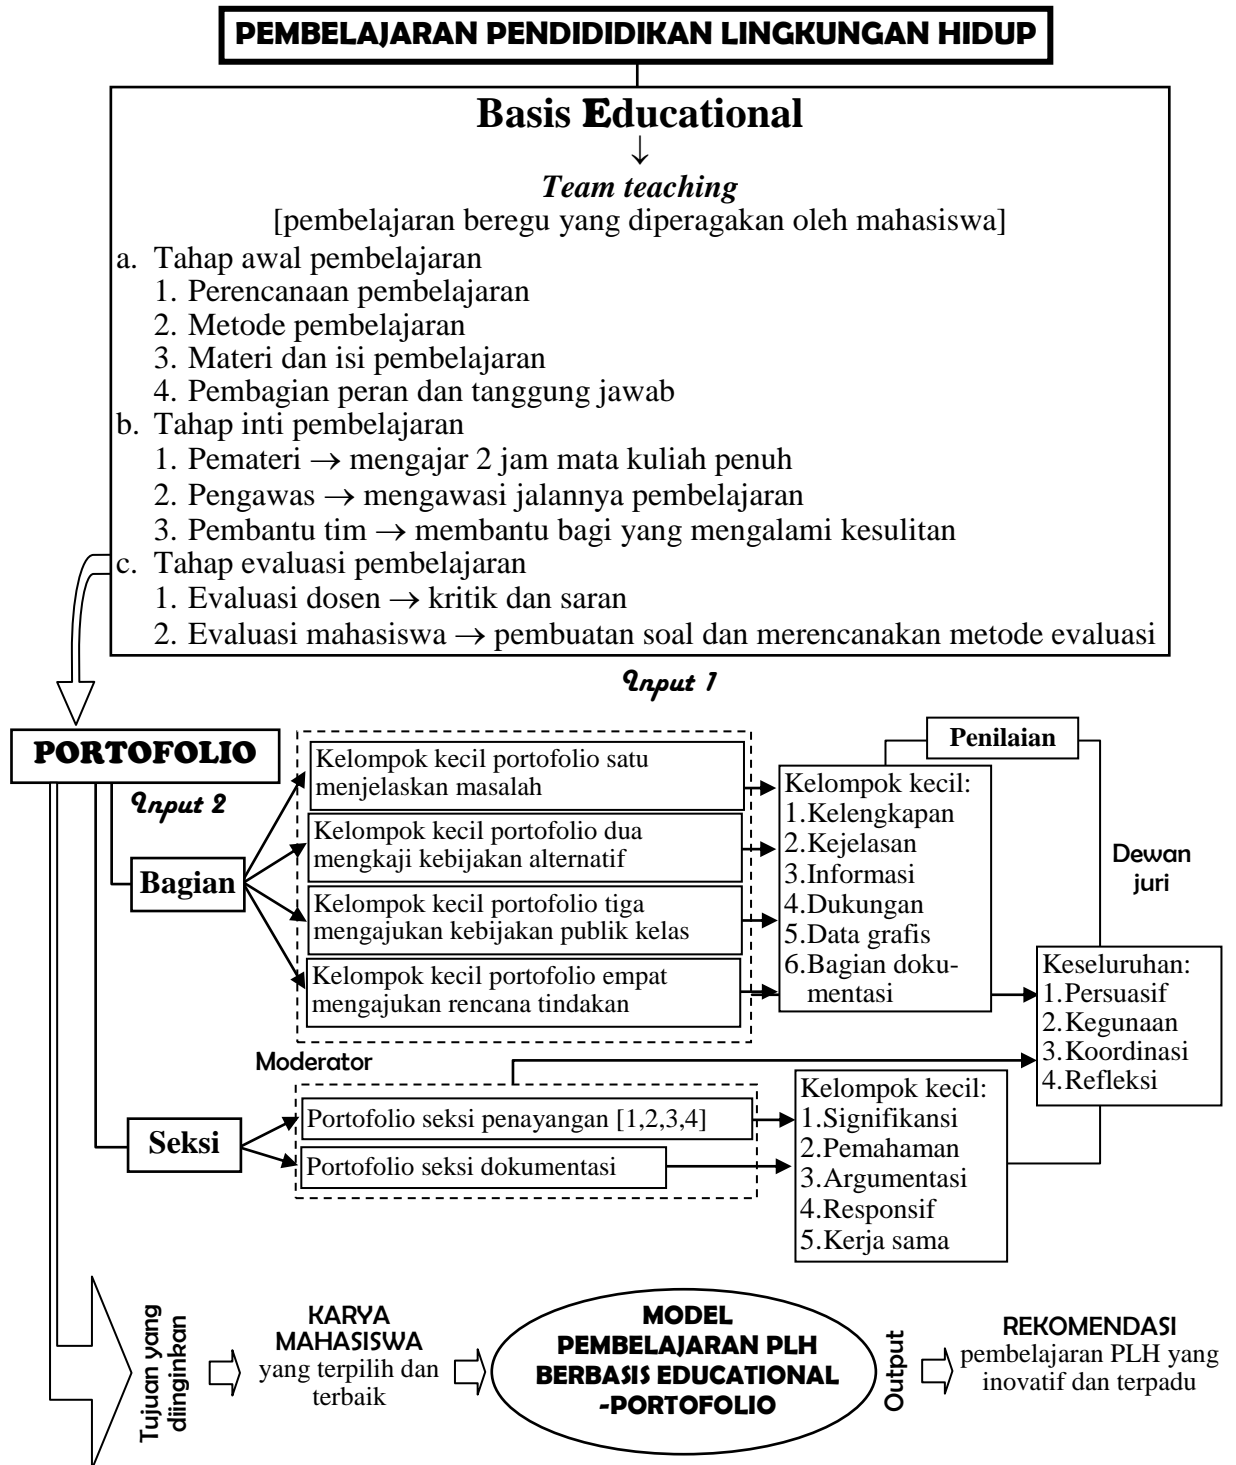 PEMBELAJARAN PENDIDIDIKAN LINGKUNGAN HIDUP
Basis Educational
↓
Team teaching
[pembelajaran beregu yang diperagakan oleh mahasiswa]
a. Tahap awal pembelajaran
1. Perencanaan pembelajaran
2. Metode pembelajaran
3. Materi dan isi pembelajaran
4. Pembagian peran dan tanggung jawab
b. Tahap inti pembelajaran
1. Pemateri → mengajar 2 jam mata kuliah penuh
2. Pengawas → mengawasi jalannya pembelajaran
3. Pembantu tim → membantu bagi yang mengalami kesulitan
c. Tahap evaluasi pembelajaran
1. Evaluasi dosen → kritik dan saran
2. Evaluasi mahasiswa → pembuatan soal dan merencanakan metode evaluasi
Input 1
PORTOFOLIO
Input 2
Bagian
Kelompok kecil portofolio satu
menjelaskan masalah
Kelompok kecil portofolio dua
mengkaji kebijakan alternatif
Kelompok kecil portofolio tiga
mengajukan kebijakan publik kelas
Kelompok kecil portofolio empat
mengajukan rencana tindakan
Penilaian
Kelompok kecil:
1.Kelengkapan
2.Kejelasan
3.Informasi
4.Dukungan
5.Data grafis
6.Bagian doku-
mentasi
Dewan
juri
Keseluruhan:
1.Persuasif
2.Kegunaan
3.Koordinasi
4.Refleksi
Moderator
Seksi
Portofolio seksi penayangan [1,2,3,4]
Portofolio seksi dokumentasi
Kelompok kecil:
1.Signifikansi
2.Pemahaman
3.Argumentasi
4.Responsif
5.Kerja sama
Tujuan yang
diinginkan
KARYA
MAHASISWA
yang terpilih dan
terbaik
MODEL
PEMBELAJARAN PLH
BERBASIS EDUCATIONAL
-PORTOFOLIO
Output
REKOMENDASI
pembelajaran PLH yang
inovatif dan terpadu